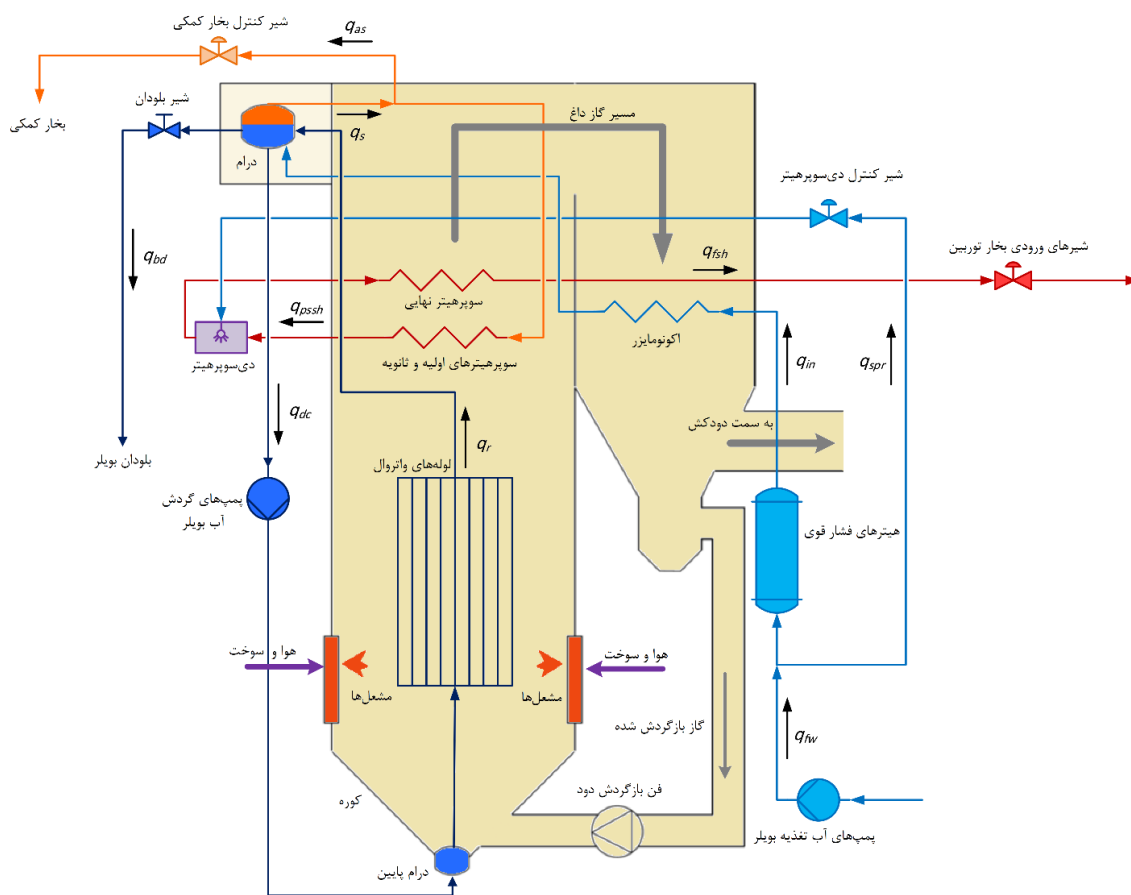 شیر کنترل بخار کمکی
q_as
شیر بلودان
بخار کمکی
q_s
درام
مسیر گاز داغ
شیر کنترل دی‌سوپرهیتر
q_bd
q_fsh
شیرهای ورودی بخار توربین
سوپرهیتر نهایی
q_pssh
اکونومایزر
سوپرهیترهای اولیه و ثانویه
دی‌سوپرهیتر
q_in
q_spr
q_dc
به سمت دودکش
q_r
بلودان بویلر
لوله‌های واتروال
پمپ‌های گردش
آب بویلر
هیترهای فشار قوی
هوا و سوخت
هوا و سوخت
مشعل‌ها
مشعل‌ها
گاز بازگردش شده
q_fw
فن بازگردش دود
کوره
پمپ‌های آب تغذیه بویلر
درام پایین